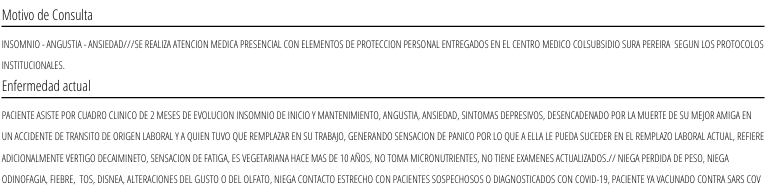 Motivo de Consulta
INSOMNIO - ANGUSTIA - ANSIEDAD///SE REALIZA ATENCION MEDICA PRESENCIAL CON ELEMENTOS DE PROTECCION PERSONAL ENTREGADOS EN EL CENTRO MEDICO COLSUBSIDIO SURA PEREIRA SEGUN LOS PROTOCOLOS
INSTITUCIONALES.
Enfermedad actual
PACIENTE ASISTE POR CUADRO CLINICO DE 2 MESES DE EVOLUCION INSOMNIO DE INICIO Y MANTENIMIENTO, ANGUSTIA, ANSIEDAD, SINTOMAS DEPRESIVOS, DESENCADENADO POR LA MUERTE DE SU MEJOR AMIGA EN
UN ACCIDENTE DE TRANSITO DE ORIGEN LABORAL Y A QUIEN TUVO QUE REMPLAZAR EN SU TRABAJO, GENERANDO SENSACION DE PANICO POR LO QUE A ELLA LE PUEDA SUCEDER EN EL REMPLAZO LABORAL ACTUAL, REFIERE
ADICIONALMENTE VERTIGO DECAIMINETO, SENSACION DE FATIGA, ES VEGETARIANA HACE MAS DE 10 AÑOS, NO TOMA MICRONUTRIENTES, NO TIENE EXAMENES ACTUALIZADOS.// NIEGA PERDIDA DE PESO, NIEGA
ODINOFAGIA, FIEBRE, TOS, DISNEA, ALTERACIONES DEL GUSTO O DEL OLFATO, NIEGA CONTACTO ESTRECHO CON PACIENTES SOSPECHOSOS O DIAGNOSTICADOS CON COVID-19, PACIENTE YA VACUNADO CONTRA SARS COV